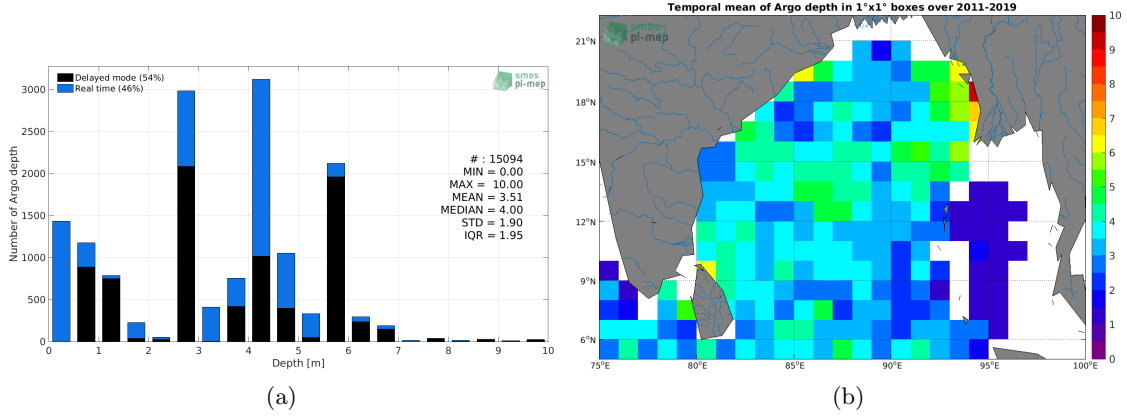 Temporal mean of Argo depth in 1°x1° boxes over 2011-2019
Delayed mode (54%)
Real time (46%)
smos
pi-mep
# : 15094
MIN = 0.00
MAX = 10.00
MEAN = 3.51
MEDIAN = 4.00
STD = 1.90
IQR = 1.95
Number of Argo depth
3000
2500
2000
1500
1000
500
0
0 1 2 3 4 5 6 7 8 9 10
Depth [m]
(a)
smos
pi-mep
21°N
18°N
15°N
12°N
9°N
6°N
75°E 80°E 85°E 90°E 95°E 100°E
10
9
8
7
6
5
4
3
2
1
0
(b)